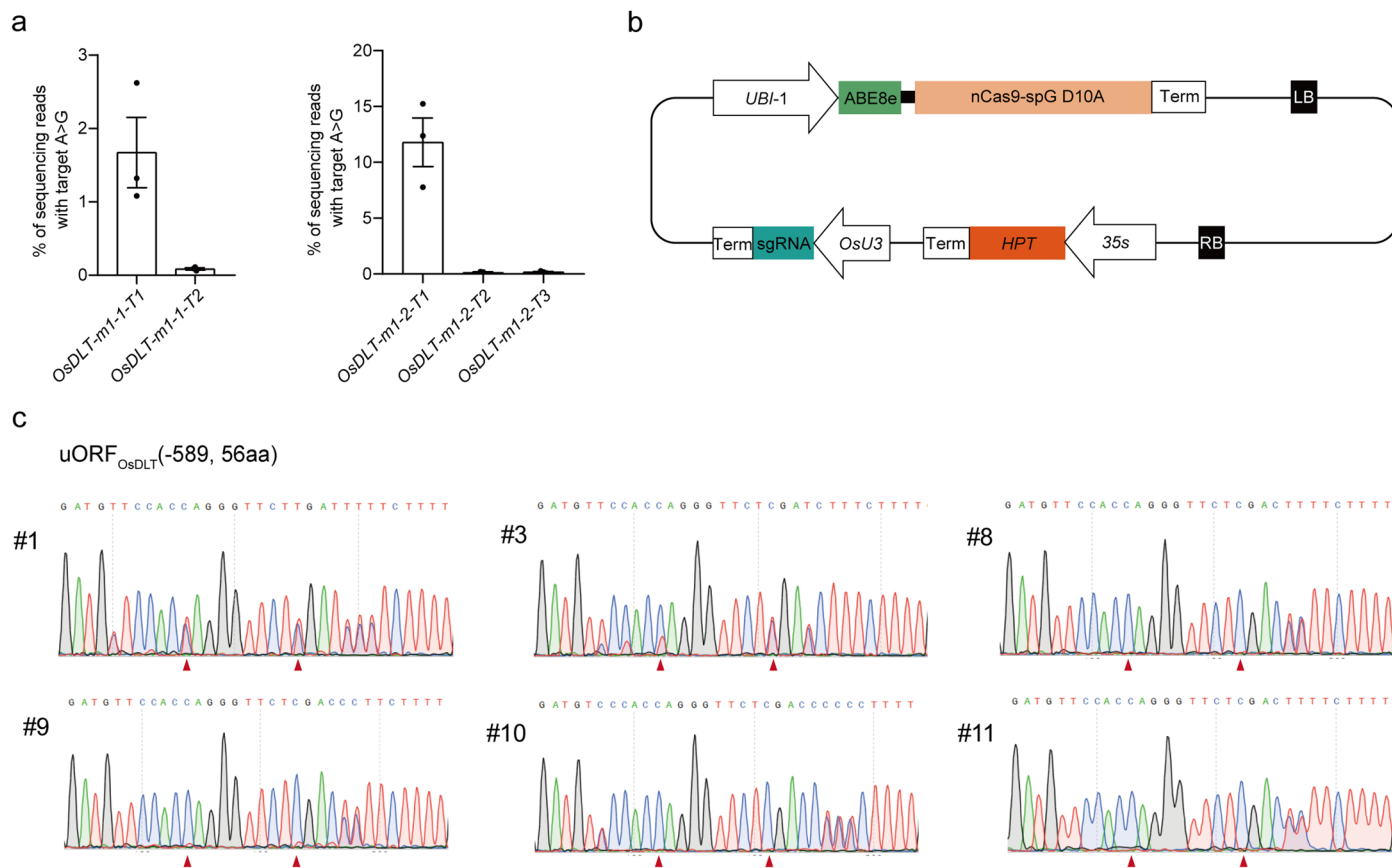 a
% of sequencing reads
with target A>G
3
2
1
0
OsDLT-m1-1-T1
OsDLT-m1-1-T2
% of sequencing reads
with target A>G
20
15
10
5
0
OsDLT-m1-2-T1
OsDLT-m1-2-T2
OsDLT-m1-2-T3
b
UBI-1 ABE8e nCas9-spG D10A Term LB
Term sgRNA OsU3 Term HPT 35s RB
c
uORFOsDLT(-589, 56aa)
#1
G A T G T T C C A C C A G G G T T C T T G A T T T T T C T T T T
#3
G A T G T T C C A C C A G G G T T C T C G A T C T T T C T T T T
#8
G A T G T T C C A C C A G G G T T C T C G A C T T T T C T T T T
#9
G A T G T T C C A C C A G G G T T C T C G A C C C T T C T T T T
#10
G A T G T C C C A C C A G G G T T C T C G A C C C C C C T T T T
#11
G A T G T T C C A C C A G G G T T C T C G A C T T T T C T T T T